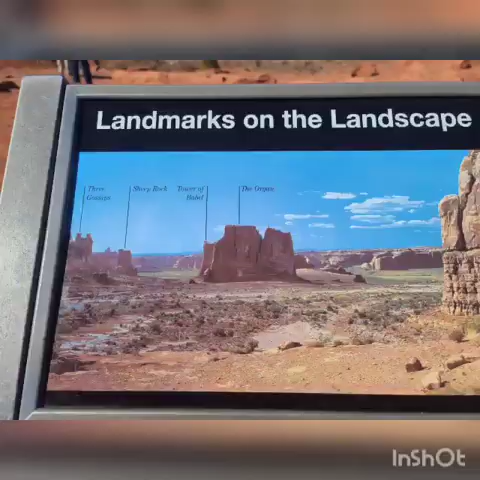 Landmarks on the Landscape
Three
Gossips
Sheep Rock
Tower of
Babel
The Organ
InShOt